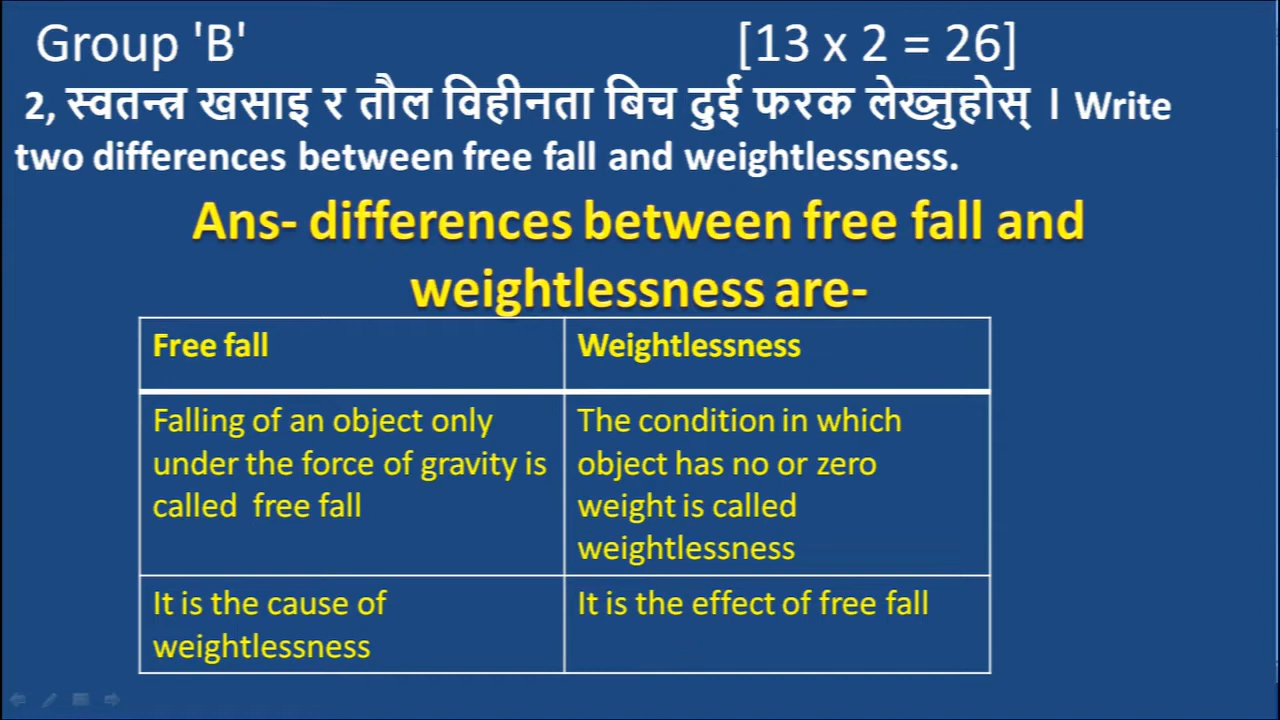 Group 'B' [13 x 2 = 26]
2, स्वतन्त्र खसाइ र तौल विहीनता बिच दुई फरक लेख्नुहोस् । Write
two differences between free fall and weightlessness.
Ans- differences between free fall and
weightlessness are-
Free fall
Weightlessness
Falling of an object only
under the force of gravity is
called free fall
The condition in which
object has no or zero
weight is called
weightlessness
It is the cause of
weightlessness
It is the effect of free fall